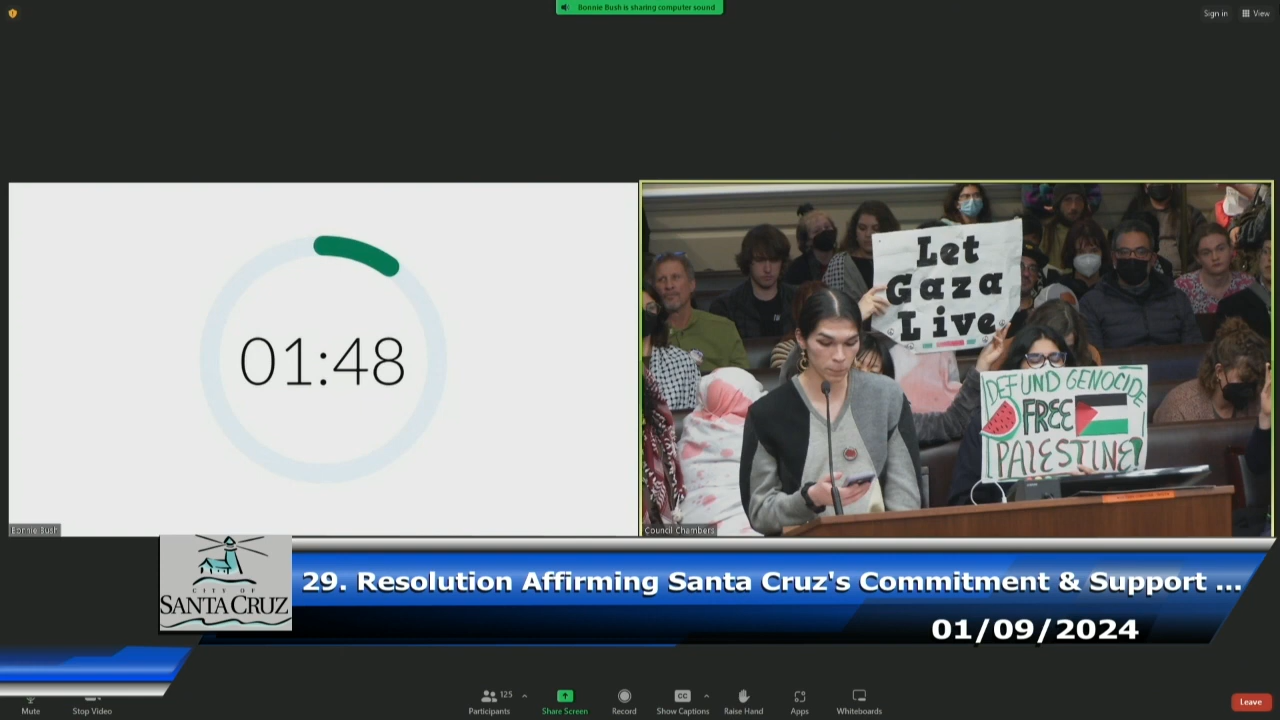 Bonnie Bush is sharing computer sound
Sign in
View
01:48
Let
Gaza
Live
DEFUND GENOCIDE
FREE
PALESTINE!
Bonnie Bush
Council Chambers
CITY OF
SANTA CRUZ
29. Resolution Affirming Santa Cruz's Commitment & Support ...
01/09/2024
Mute
Stop Video
Participants
125
Share Screen
CC
Record
Show Captions
Raise Hand
Apps
Whiteboards
Leave